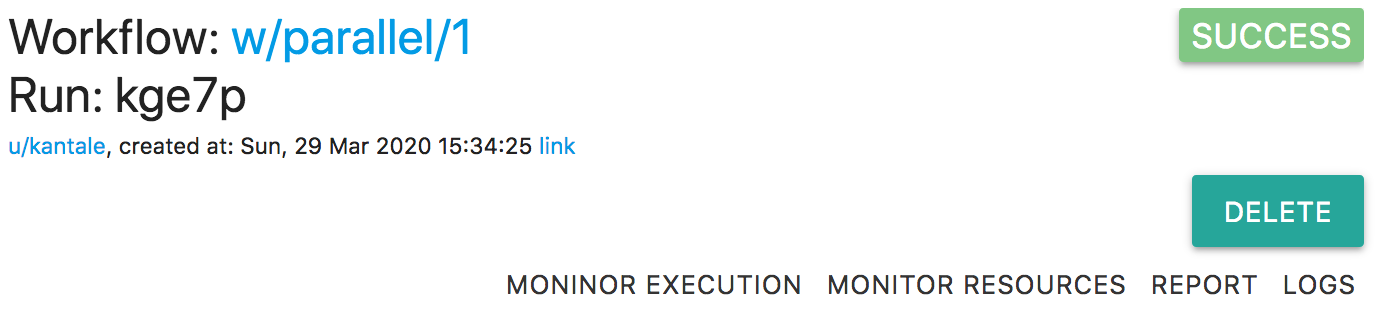 Workflow: w/parallel/1
SUCCESS
Run: kge7p
u/kantale, created at: Sun, 29 Mar 2020 15:34:25 link
DELETE
MONINOR EXECUTION MONITOR RESOURCES REPORT LOGS